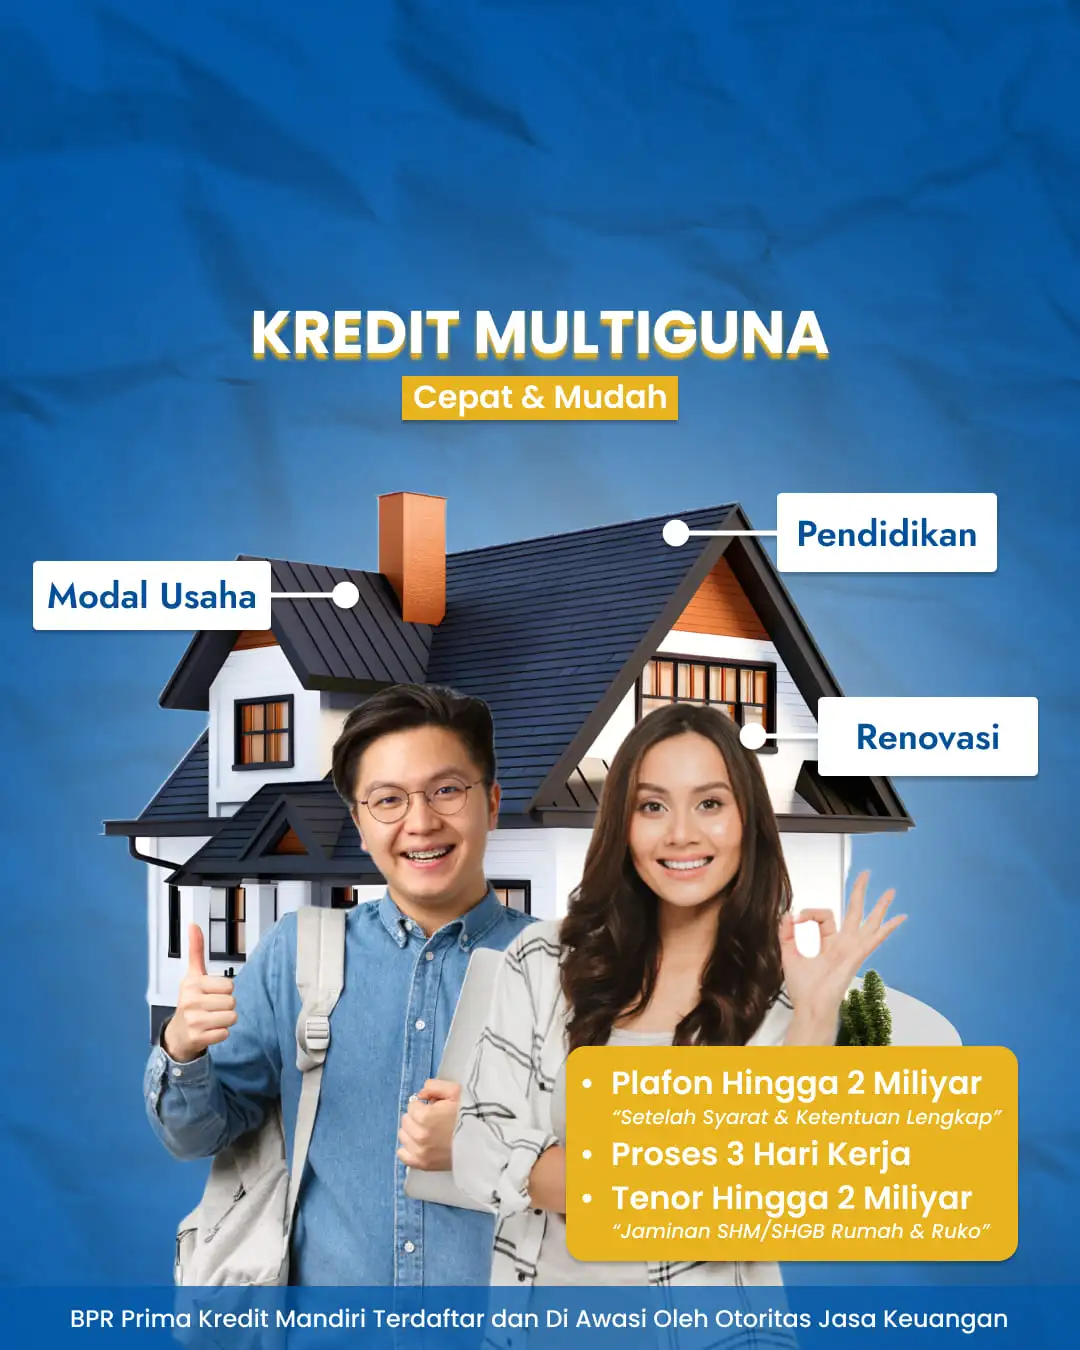 KREDIT MULTIGUNA
Cepat & Mudah
Pendidikan
Modal Usaha
Renovasi
• Plafon Hingga 2 Miliyar
“Setelah Syarat & Ketentuan Lengkap”
• Proses 3 Hari Kerja
• Tenor Hingga 2 Miliyar
“Jaminan SHM/SHGB Rumah & Ruko”
BPR Prima Kredit Mandiri Terdaftar dan Di Awasi Oleh Otoritas Jasa Keuangan